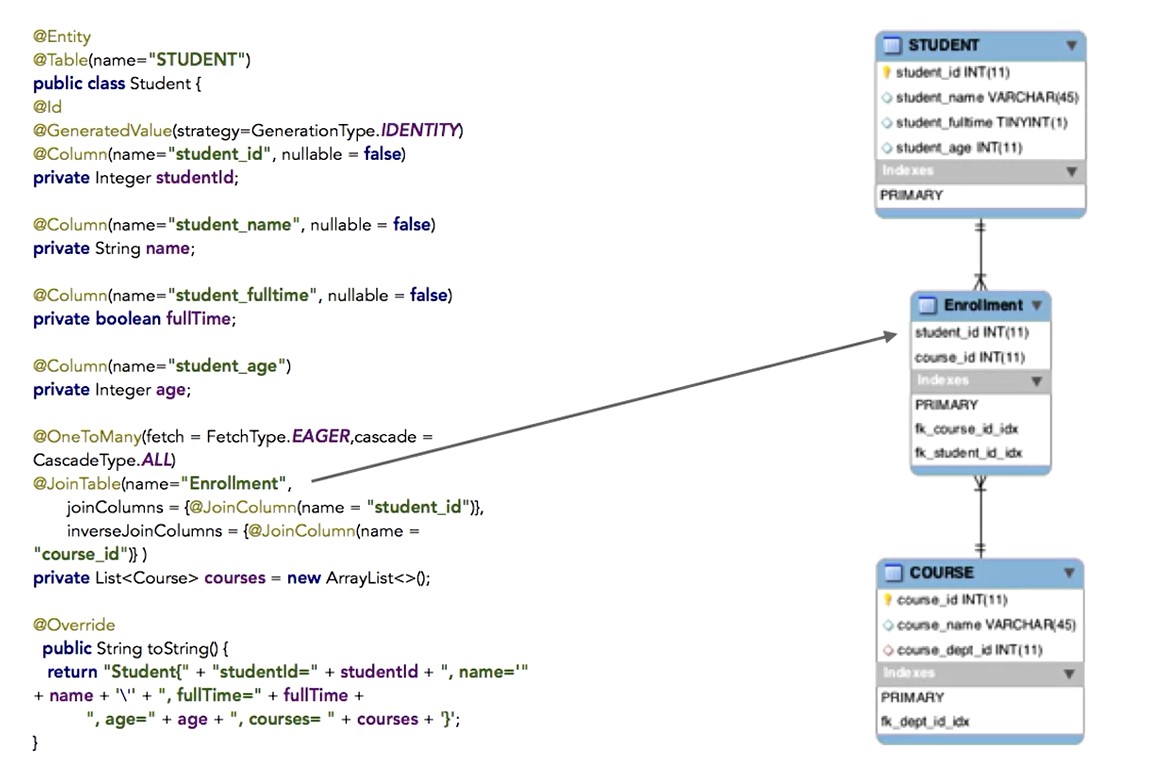 @Entity
@Table(name="STUDENT")
public class Student {
@Id
@GeneratedValue(strategy=GenerationType.IDENTITY)
@Column(name="student_id", nullable = false)
private Integer studentId;
@Column(name="student_name", nullable = false)
private String name;
@Column(name="student_fulltime", nullable = false)
private boolean fullTime;
@Column(name="student_age")
private Integer age;
@OneToMany(fetch = FetchType.EAGER,cascade =
CascadeType.ALL)
@JoinTable(name="Enrollment",
joinColumns = {@JoinColumn(name = "student_id")},
inverseJoinColumns = {@JoinColumn(name =
"course_id")} )
private List<Course> courses = new ArrayList<>();
@Override
public String toString() {
return "Student{" + "studentId=" + studentId + ", name='"
+ name + '\'' + ", fullTime=" + fullTime +
", age=" + age + ", courses= " + courses + '}';
}
STUDENT
student_id INT(11)
student_name VARCHAR(45)
student_fulltime TINYINT(1)
student_age INT(11)
Indexes
PRIMARY
Enrollment
student_id INT(11)
course_id INT(11)
Indexes
PRIMARY
fk_course_id_idx
fk_student_id_idx
COURSE
course_id INT(11)
course_name VARCHAR(45)
course_dept_id INT(11)
Indexes
PRIMARY
fk_dept_id_idx